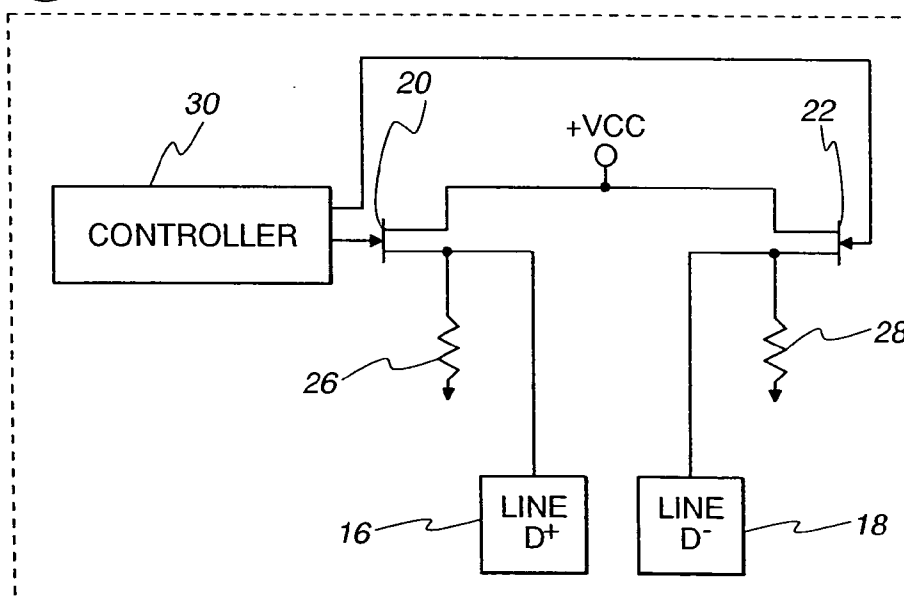 20
22
30
+VCC
CONTROLLER
26
28
16
LINE
D+
LINE
D-
18